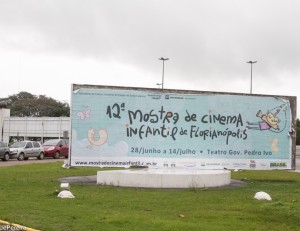 12ª mostra de cinema
infantil de Florianópolis
28/junho a 14/julho • Teatro Gov. Pedro Ivo
www.mostradecinemainfantil.com.br
BRASIL